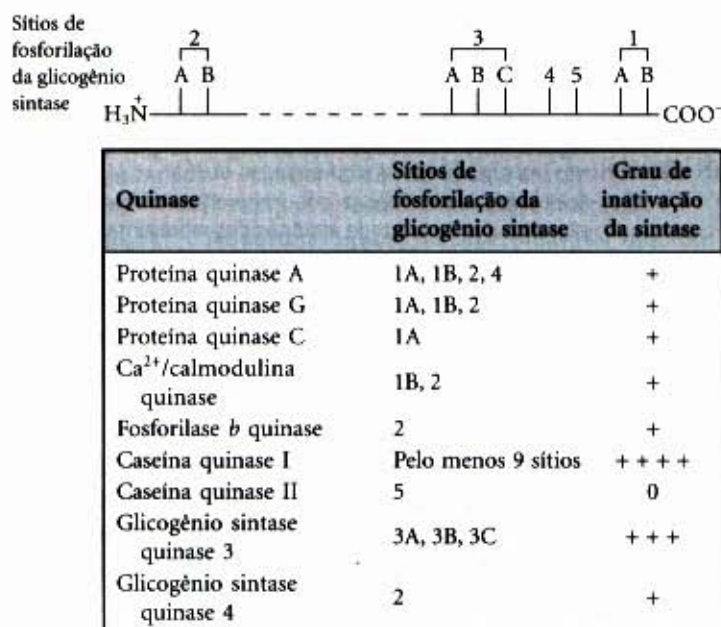 Sítios de
fosforilação
da glicogênio
sintase
2
3
1
A B
A B C 4 5 A B
H₃N⁺
COO⁻
Quinase
Sítios de
fosforilação da
glicogênio sintase
Grau de
inativação
da sintase
Proteína quinase A 1A, 1B, 2, 4 +
Proteína quinase G 1A, 1B, 2 +
Proteína quinase C 1A +
Ca²⁺/calmodulina
quinase 1B, 2 +
Fosforilase b quinase 2 +
Caseína quinase I Pelo menos 9 sítios + + + +
Caseína quinase II 5 0
Glicogênio sintase
quinase 3 3A, 3B, 3C + + +
Glicogênio sintase
quinase 4 2 +